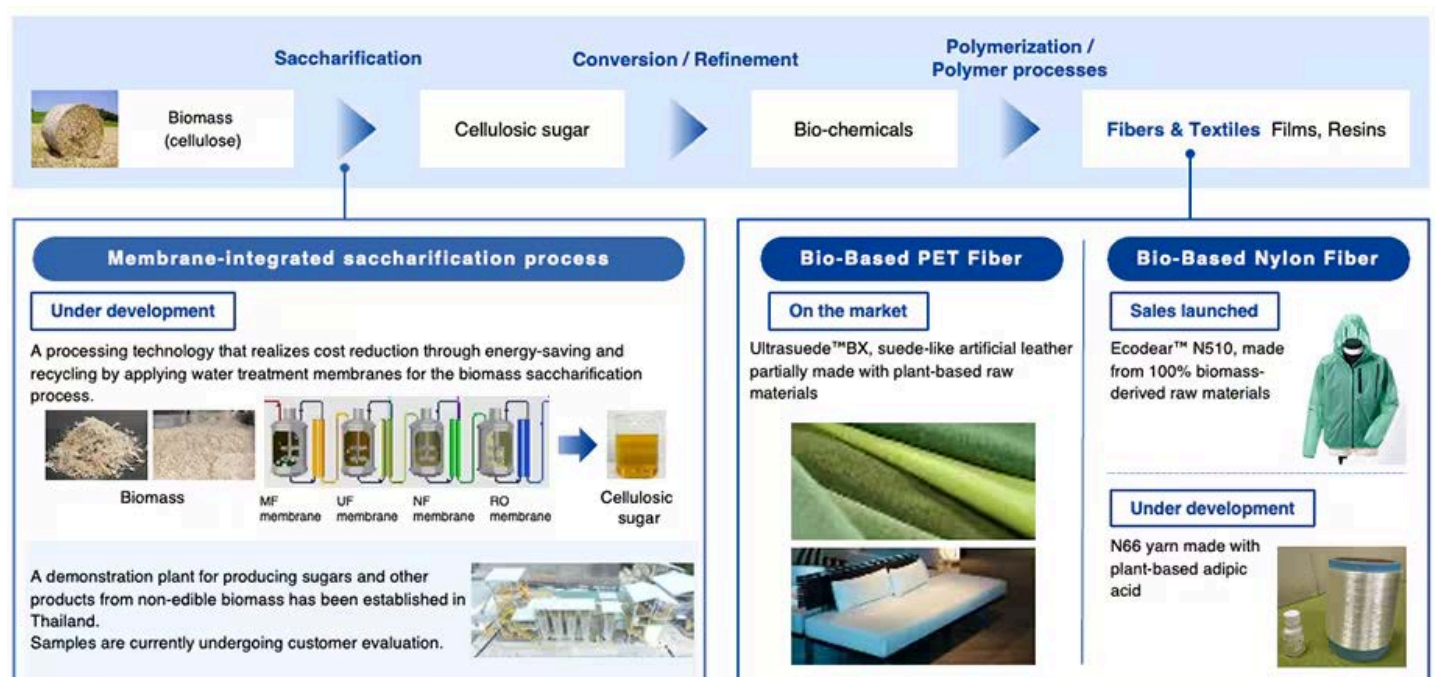 Saccharification
Conversion / Refinement
Polymerization /
Polymer processes
Biomass
(cellulose)
Cellulosic sugar
Bio-chemicals
Fibers & Textiles Films, Resins
Membrane-integrated saccharification process
Under development
A processing technology that realizes cost reduction through energy-saving and
recycling by applying water treatment membranes for the biomass saccharification
process.
Biomass
MF
membrane
UF
membrane
NF
membrane
RO
membrane
Cellulosic
sugar
A demonstration plant for producing sugars and other
products from non-edible biomass has been established in
Thailand.
Samples are currently undergoing customer evaluation.
Bio-Based PET Fiber
On the market
Ultrasuede™BX, suede-like artificial leather
partially made with plant-based raw
materials
Bio-Based Nylon Fiber
Sales launched
Ecodear™ N510, made
from 100% biomass-
derived raw materials
Under development
N66 yarn made with
plant-based adipic
acid